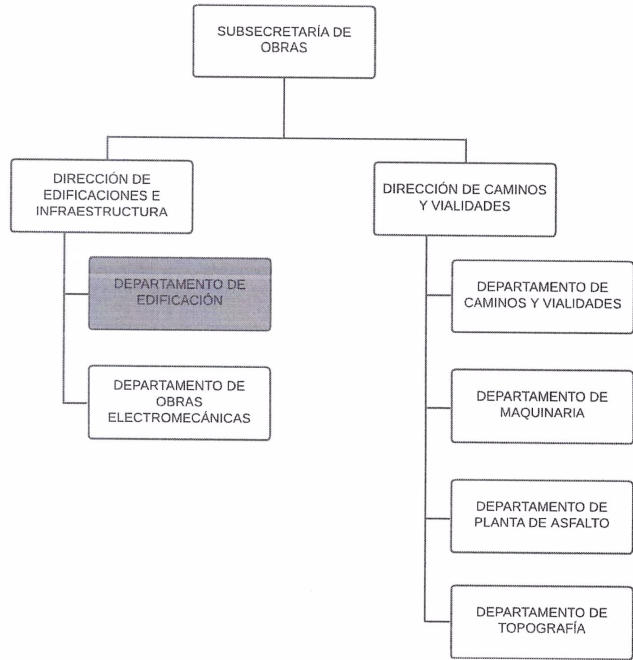 SUBSECRETARÍA DE
OBRAS
DIRECCIÓN DE
EDIFICACIONES E
INFRAESTRUCTURA
DEPARTAMENTO DE
EDIFICACIÓN
DEPARTAMENTO DE
OBRAS
ELECTROMECÁNICAS
DIRECCIÓN DE CAMINOS
Y VIALIDADES
DEPARTAMENTO DE
CAMINOS Y VIALIDADES
DEPARTAMENTO DE
MAQUINARIA
DEPARTAMENTO DE
PLANTA DE ASFALTO
DEPARTAMENTO DE
TOPOGRAFÍA